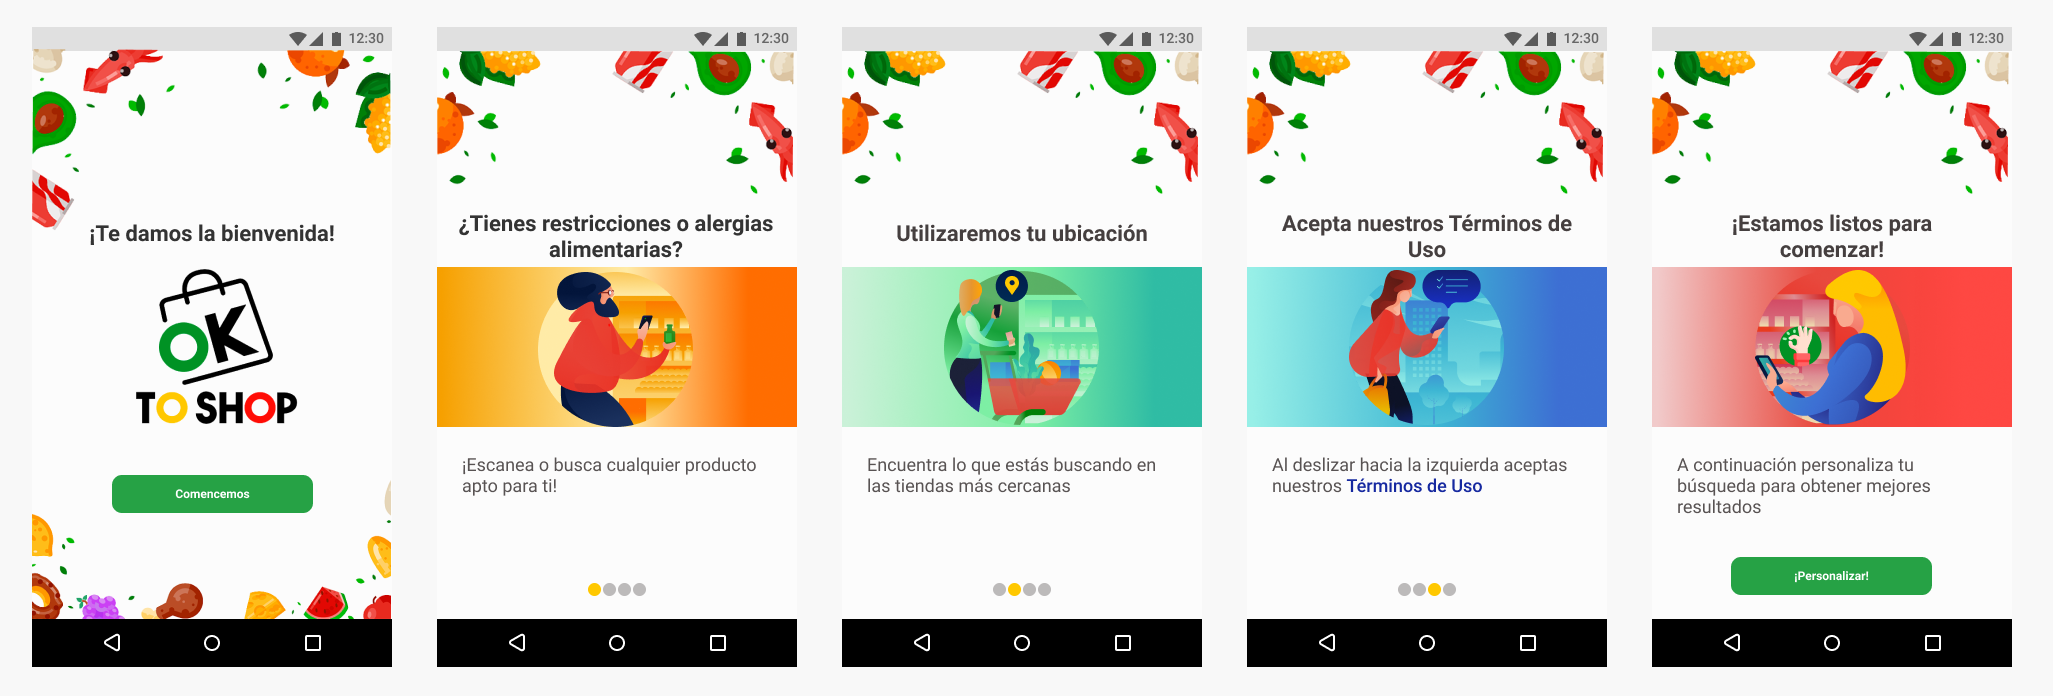 12:30
¡Te damos la bienvenida!
OK
TO SHOP
Comencemos
12:30
¿Tienes restricciones o alergias
alimentarias?
¡Escanea o busca cualquier producto
apto para ti!
12:30
Utilizaremos tu ubicación
Encuentra lo que estás buscando en
las tiendas más cercanas
12:30
Acepta nuestros Términos de
Uso
Al deslizar hacia la izquierda aceptas
nuestros Términos de Uso
12:30
¡Estamos listos para
comenzar!
A continuación personaliza tu
búsqueda para obtener mejores
resultados
¡Personalizar!